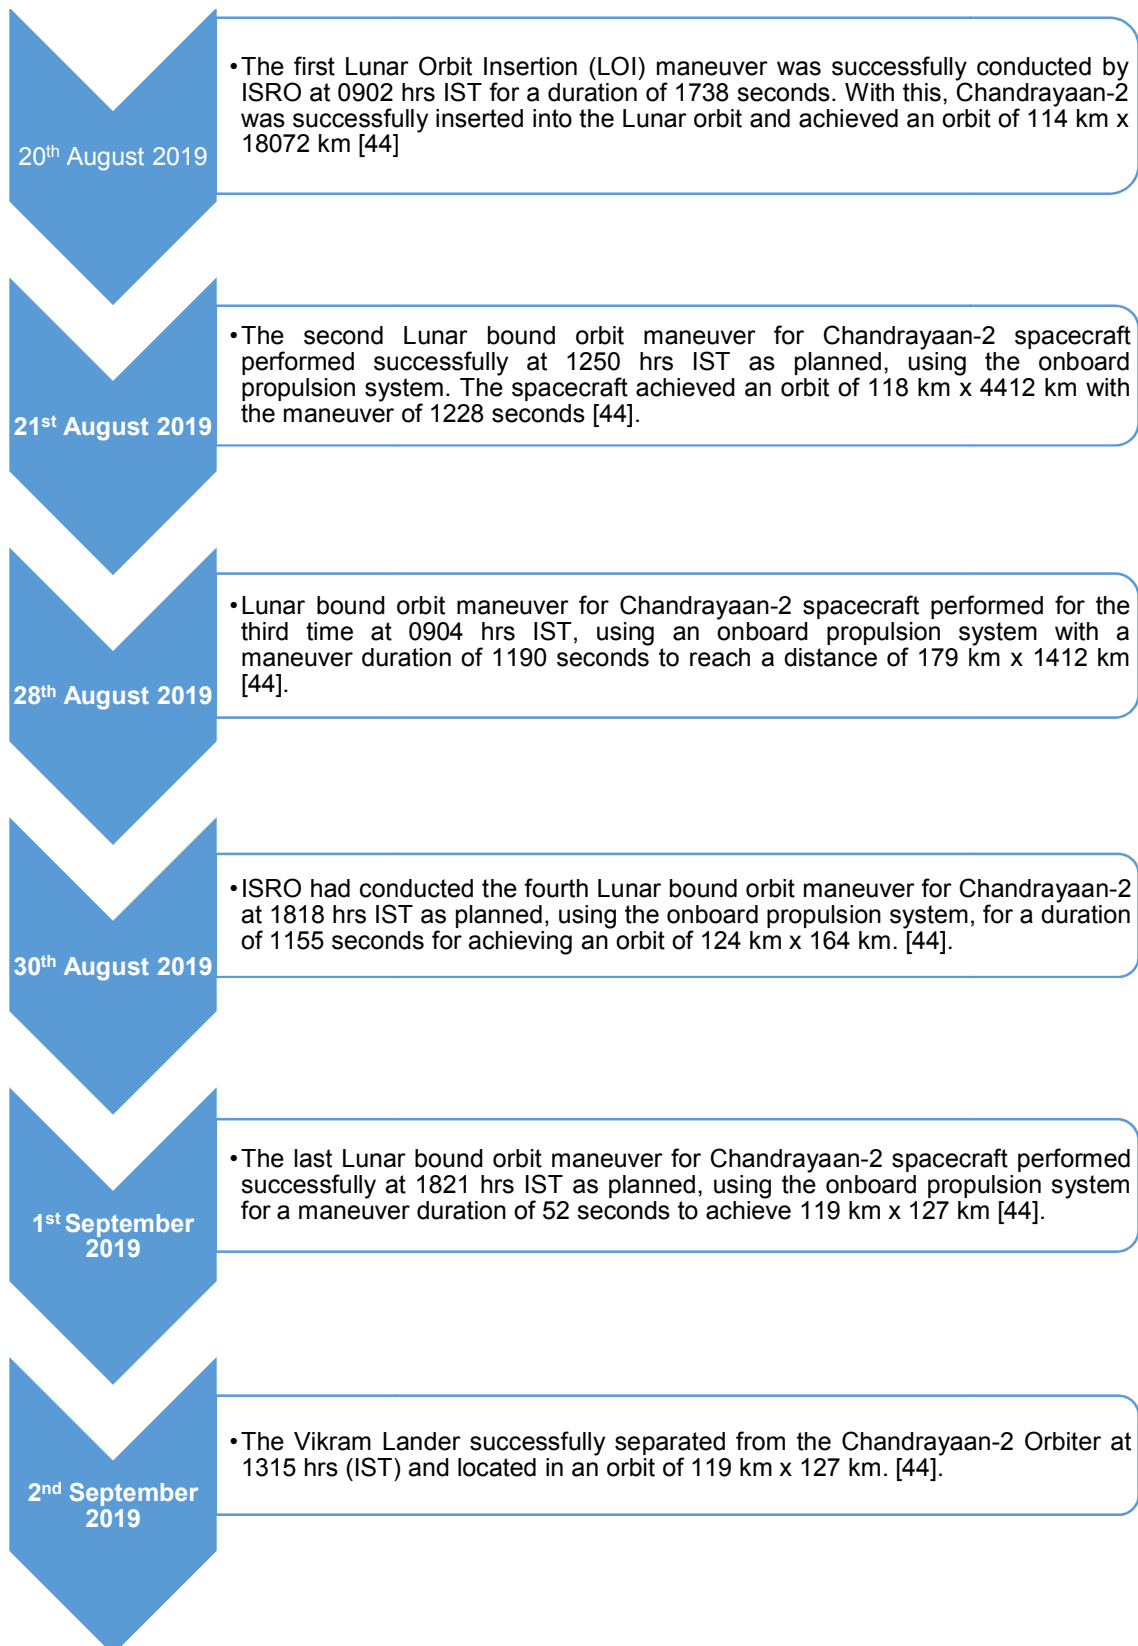 20th August 2019
•The first Lunar Orbit Insertion (LOI) maneuver was successfully conducted by
ISRO at 0902 hrs IST for a duration of 1738 seconds. With this, Chandrayaan-2
was successfully inserted into the Lunar orbit and achieved an orbit of 114 km x
18072 km [44]
21st August 2019
•The second Lunar bound orbit maneuver for Chandrayaan-2 spacecraft
performed successfully at 1250 hrs IST as planned, using the onboard
propulsion system. The spacecraft achieved an orbit of 118 km x 4412 km with
the maneuver of 1228 seconds [44].
28th August 2019
•Lunar bound orbit maneuver for Chandrayaan-2 spacecraft performed for the
third time at 0904 hrs IST, using an onboard propulsion system with a
maneuver duration of 1190 seconds to reach a distance of 179 km x 1412 km
[44].
30th August 2019
•ISRO had conducted the fourth Lunar bound orbit maneuver for Chandrayaan-2
at 1818 hrs IST as planned, using the onboard propulsion system, for a duration
of 1155 seconds for achieving an orbit of 124 km x 164 km. [44].
1st September
2019
•The last Lunar bound orbit maneuver for Chandrayaan-2 spacecraft performed
successfully at 1821 hrs IST as planned, using the onboard propulsion system
for a maneuver duration of 52 seconds to achieve 119 km x 127 km [44].
2nd September
2019
•The Vikram Lander successfully separated from the Chandrayaan-2 Orbiter at
1315 hrs (IST) and located in an orbit of 119 km x 127 km. [44].